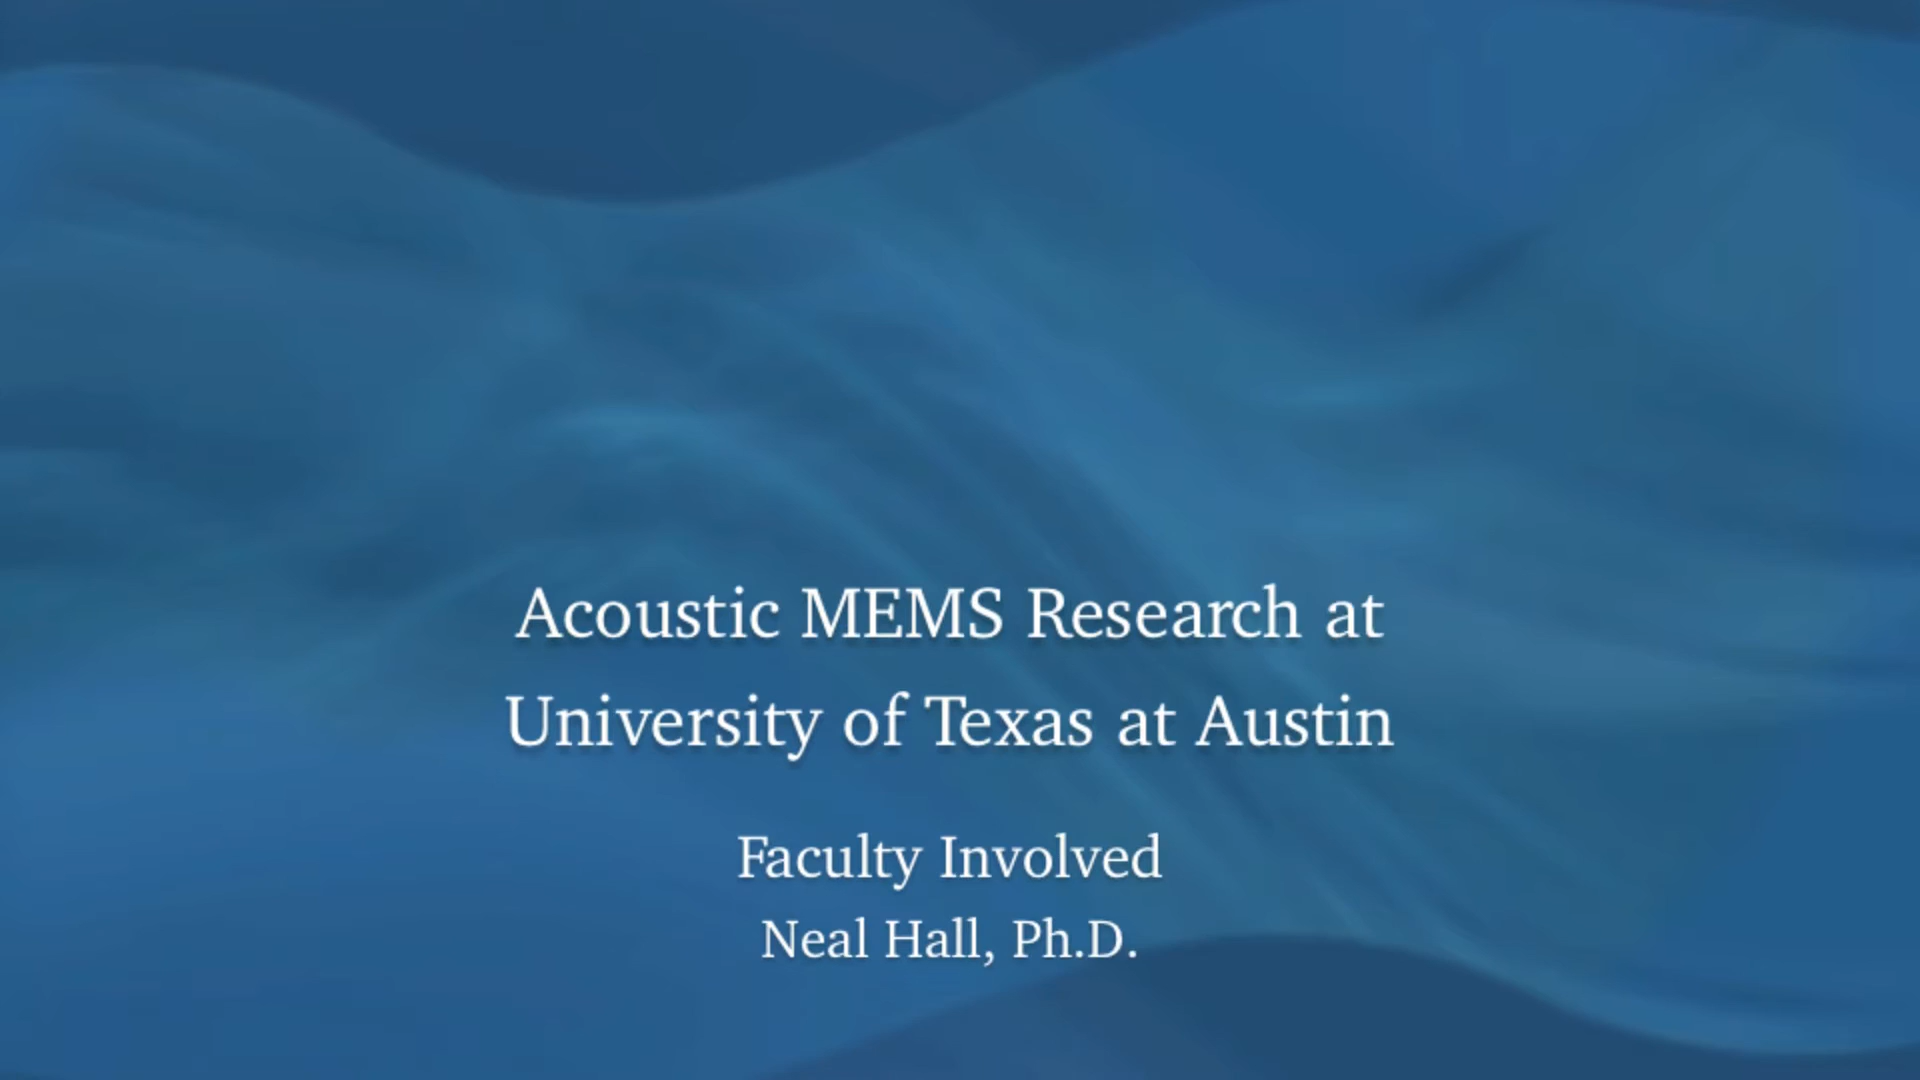 Acoustic MEMS Research at
University of Texas at Austin
Faculty Involved
Neal Hall, Ph.D.